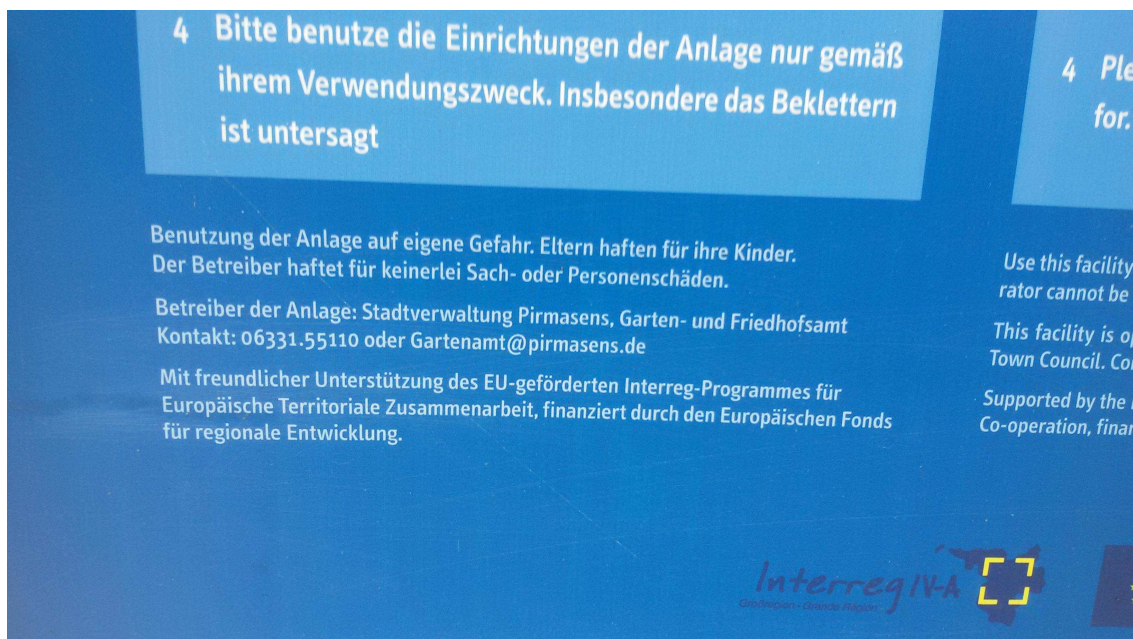 4 Bitte benutze die Einrichtungen der Anlage nur gemäß
ihrem Verwendungszweck. Insbesondere das Beklettern
ist untersagt
Benutzung der Anlage auf eigene Gefahr. Eltern haften für ihre Kinder.
Der Betreiber haftet für keinerlei Sach- oder Personenschäden.
Betreiber der Anlage: Stadtverwaltung Pirmasens, Garten- und Friedhofsamt
Kontakt: 06331.55110 oder Gartenamt@pirmasens.de
Mit freundlicher Unterstützung des EU-geförderten Interreg-Programmes für
Europäische Territoriale Zusammenarbeit, finanziert durch den Europäischen Fonds
für regionale Entwicklung.
4
for.
Use this facility
rator cannot be
This facility is
Town Council.
Supported by the
Co-operation,
Interreg IV-A
Großregion - Grande Région